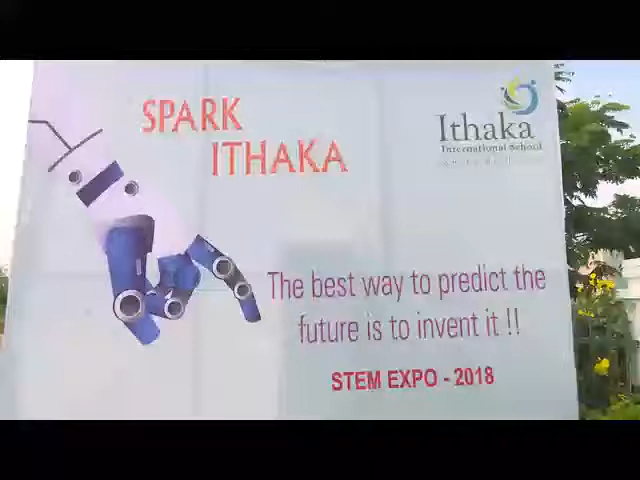 SPARK
ITHAKA
Ithaka
International School
The best way to predict the
future is to invent it !!
STEM EXPO - 2018